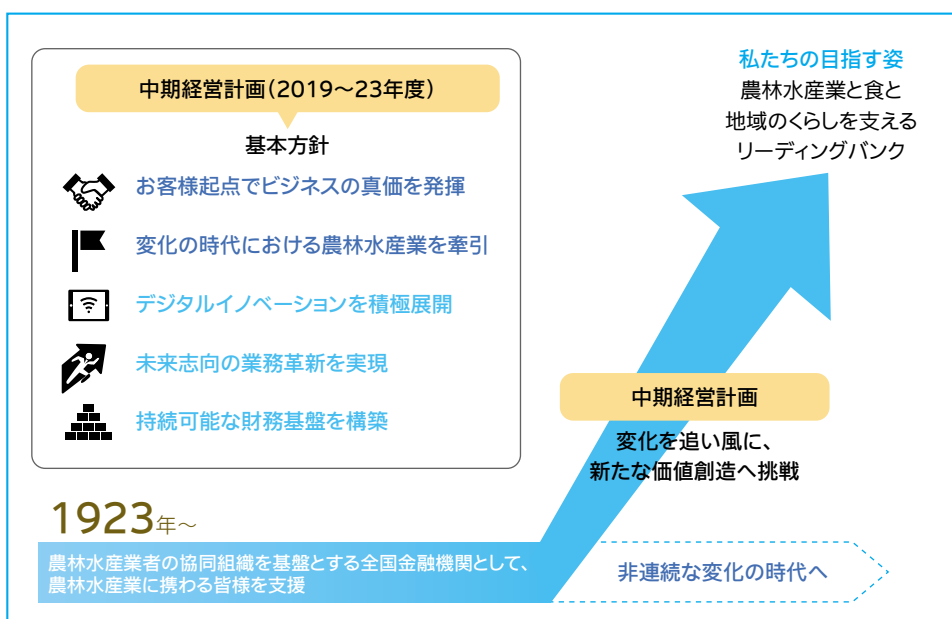 中期経営計画(2019～23年度)
基本方針
お客様起点でビジネスの真価を発揮
変化の時代における農林水産業を牽引
デジタルイノベーションを積極展開
未来志向の業務革新を実現
持続可能な財務基盤を構築
私たちの目指す姿
農林水産業と食と
地域のくらしを支える
リーディングバンク
中期経営計画
変化を追い風に、
新たな価値創造へ挑戦
1923年～
農林水産業者の協同組織を基盤とする全国金融機関として、
農林水産業に携わる皆様を支援
非連続な変化の時代へ